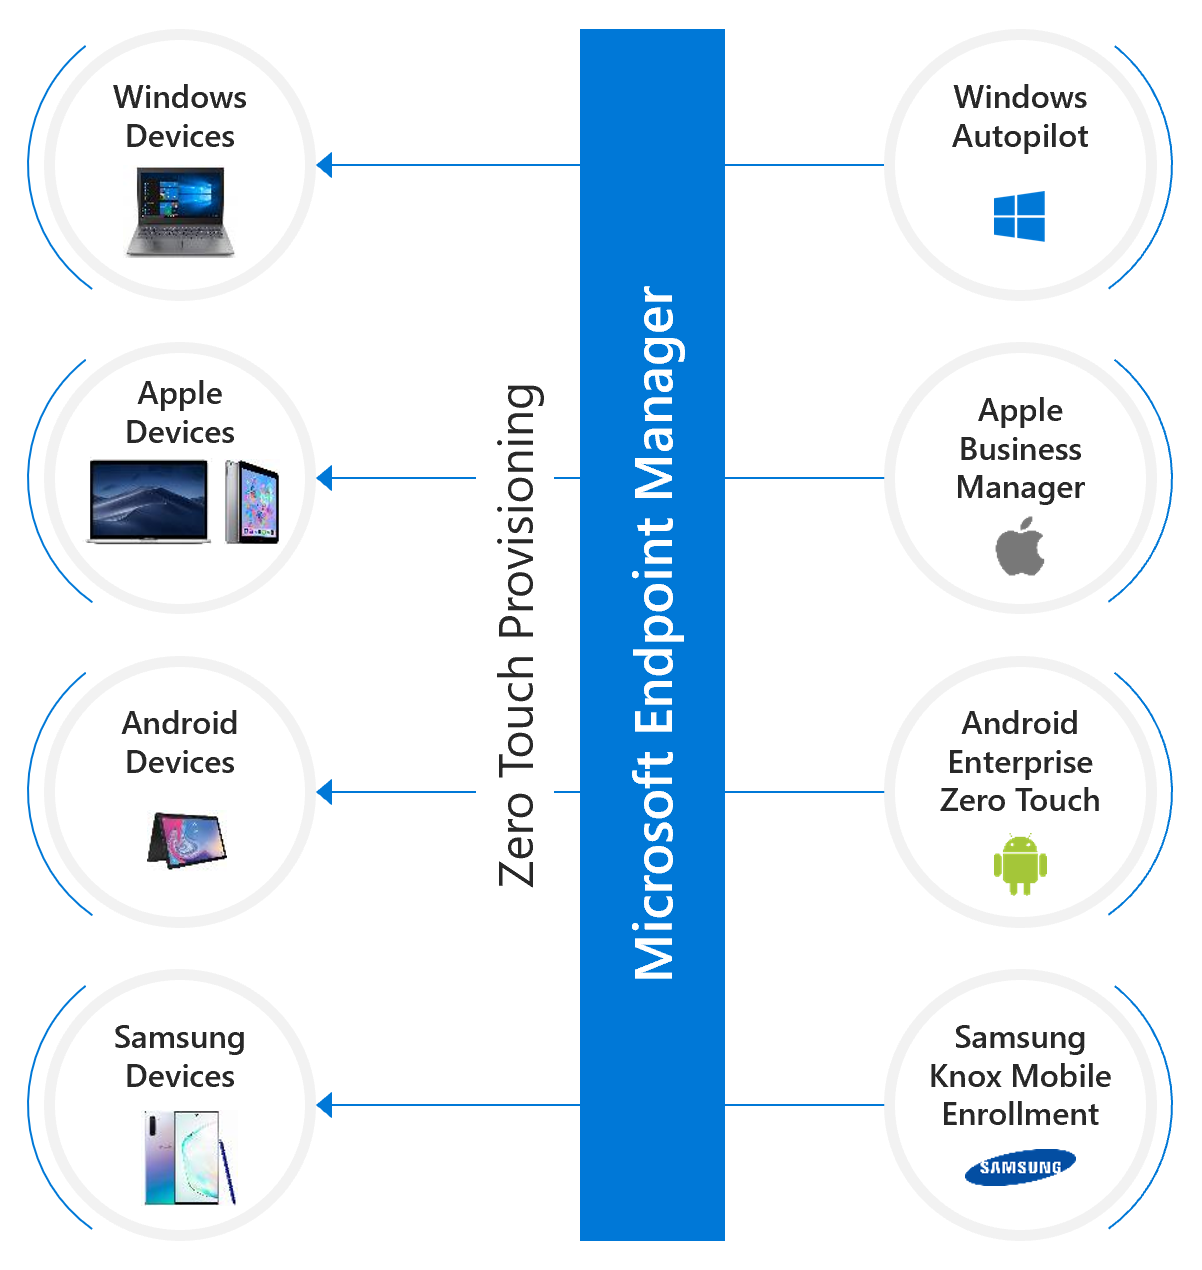 Windows
Devices
Windows
Autopilot
Apple
Devices
Apple
Business
Manager
Zero Touch Provisioning
Microsoft Endpoint Manager
Android
Devices
Android
Enterprise
Zero Touch
Samsung
Devices
Samsung
Knox Mobile
Enrollment
SAMSUNG